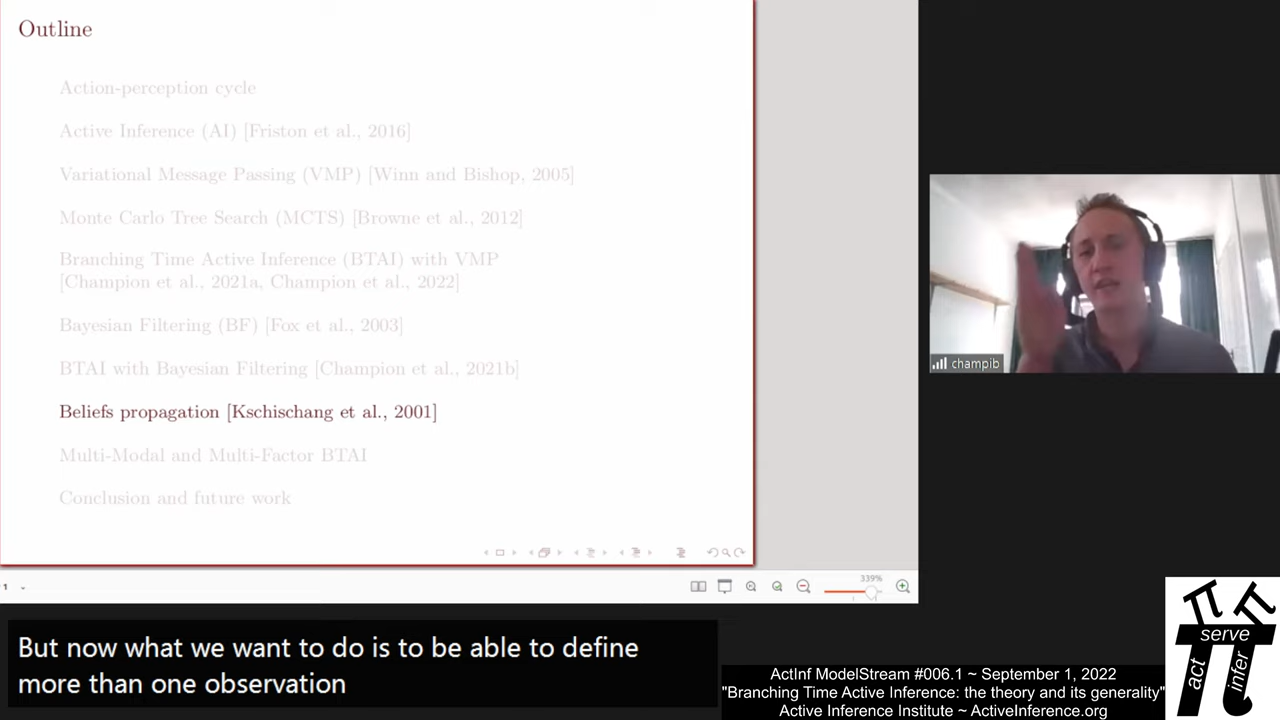 Outline
Action-perception cycle
Active Inference (AI) [Friston et al., 2016]
Variational Message Passing (VMP) [Winn and Bishop, 2005]
Monte Carlo Tree Search (MCTS) [Browne et al., 2012]
Branching Time Active Inference (BTAI) with VMP
[Champion et al., 2021a, Champion et al., 2022]
Bayesian Filtering (BF) [Fox et al., 2003]
BTAI with Bayesian Filtering [Champion et al., 2021b]
Beliefs propagation [Kschischang et al., 2001]
Multi-Modal and Multi-Factor BTAI
Conclusion and future work
1
339%
champib
But now what we want to do is to be able to define
more than one observation
ActInf ModelStream #006.1 ~ September 1, 2022
"Branching Time Active Inference: the theory and its generality"
Active Inference Institute ~ ActiveInference.org
serve
act
infer